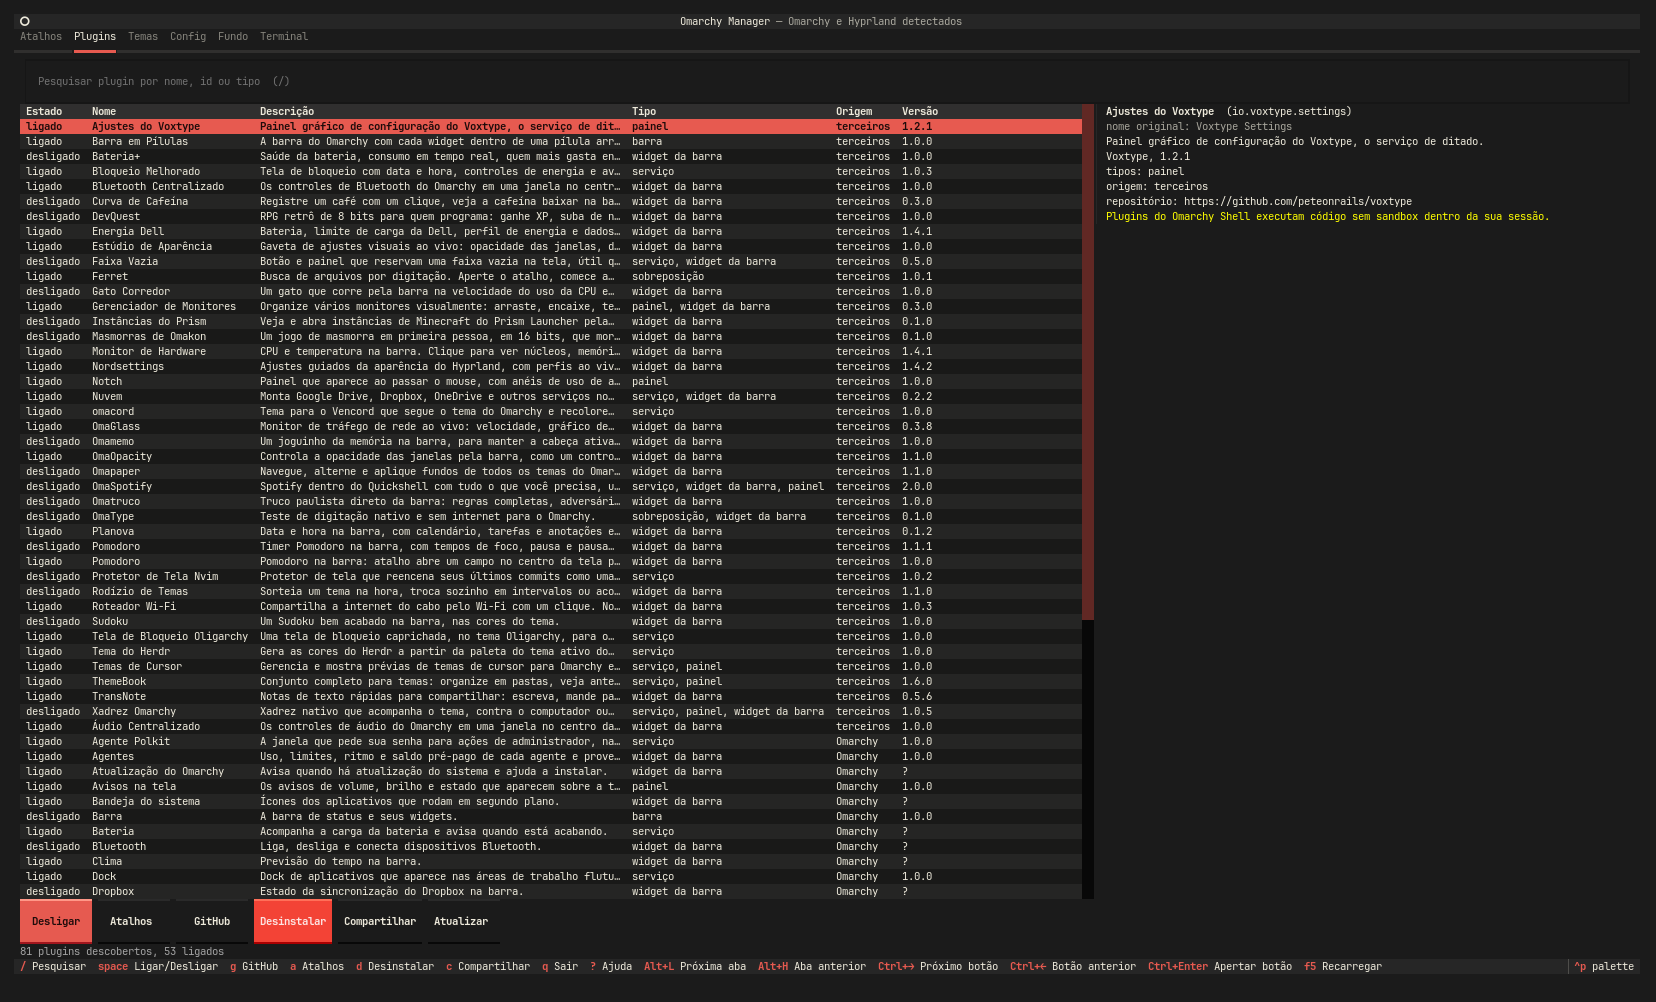 Omarchy Manager — Omarchy e Hyprland detectados
Atalhos Plugins Temas Config Fundo Terminal
Pesquisar plugin por nome, id ou tipo (/)
Estado Nome Descrição Tipo Origem Versão
ligado Ajustes do Voxtype Painel gráfico de configuração do Voxtype, o serviço de dit… painel terceiros 1.2.1
ligado Barra em Pílulas A barra do Omarchy com cada widget dentro de uma pílula arr… barra terceiros 1.0.0
desligado Bateria+ Saúde da bateria, consumo em tempo real, quem mais gasta en… widget da barra terceiros 1.0.0
ligado Bloqueio Melhorado Tela de bloqueio com data e hora, controles de energia e av… serviço terceiros 1.0.3
ligado Bluetooth Centralizado Os controles de Bluetooth do Omarchy em uma janela no centr… widget da barra terceiros 1.0.0
desligado Curva de Cafeína Registre um café com um clique, veja a cafeína baixar na ba… widget da barra terceiros 0.3.0
desligado DevQuest RPG retrô de 8 bits para quem programa: ganhe XP, suba de n… widget da barra terceiros 1.0.0
ligado Energia Dell Bateria, limite de carga da Dell, perfil de energia e dados… widget da barra terceiros 1.4.1
ligado Estúdio de Aparência Gaveta de ajustes visuais ao vivo: opacidade das janelas, d… widget da barra terceiros 1.0.0
desligado Faixa Vazia Botão e painel que reservam uma faixa vazia na tela, útil q… serviço, widget da barra terceiros 0.5.0
ligado Ferret Busca de arquivos por digitação. Aperte o atalho, comece a… sobreposição terceiros 1.0.1
desligado Gato Corredor Um gato que corre pela barra na velocidade do uso da CPU e… widget da barra terceiros 1.0.0
ligado Gerenciador de Monitores Organize vários monitores visualmente: arraste, encaixe, te… painel, widget da barra terceiros 0.3.0
desligado Instâncias do Prism Veja e abra instâncias de Minecraft do Prism Launcher pela… widget da barra terceiros 0.1.0
desligado Masmorras de Omakon Um jogo de masmorra em primeira pessoa, em 16 bits, que mor… widget da barra terceiros 0.1.0
ligado Monitor de Hardware CPU e temperatura na barra. Clique para ver núcleos, memóri… widget da barra terceiros 1.4.1
ligado Nordsettings Ajustes guiados da aparência do Hyprland, com perfis ao viv… widget da barra terceiros 1.4.2
ligado Notch Painel que aparece ao passar o mouse, com anéis de uso de a… painel terceiros 1.0.0
ligado Nuvem Monta Google Drive, Dropbox, OneDrive e outros serviços no… serviço, widget da barra terceiros 0.2.2
ligado omacord Tema para o Vencord que segue o tema do Omarchy e recolore… serviço terceiros 1.0.0
ligado OmaGlass Monitor de tráfego de rede ao vivo: velocidade, gráfico de… widget da barra terceiros 0.3.8
desligado Omamemo Um joguinho da memória na barra, para manter a cabeça ativa… widget da barra terceiros 1.0.0
ligado OmaOpacity Controla a opacidade das janelas pela barra, como um contro… widget da barra terceiros 1.1.0
desligado Omapaper Navegue, alterne e aplique fundos de todos os temas do Omar… widget da barra terceiros 1.1.0
desligado OmaSpotify Spotify dentro do Quickshell com tudo o que você precisa, u… serviço, widget da barra, painel terceiros 2.0.0
desligado Omatruco Truco paulista direto da barra: regras completas, adversári… widget da barra terceiros 1.0.0
desligado OmaType Teste de digitação nativo e sem internet para o Omarchy. sobreposição, widget da barra terceiros 0.1.0
ligado Planova Data e hora na barra, com calendário, tarefas e anotações e… widget da barra terceiros 0.1.2
desligado Pomodoro Timer Pomodoro na barra, com tempos de foco, pausa e pausa… widget da barra terceiros 1.1.1
ligado Pomodoro Pomodoro na barra: atalho abre um campo no centro da tela p… widget da barra terceiros 1.0.0
desligado Protetor de Tela Nvim Protetor de tela que reencena seus últimos commits como uma… serviço terceiros 1.0.2
desligado Rodízio de Temas Sorteia um tema na hora, troca sozinho em intervalos ou aco… widget da barra terceiros 1.1.0
ligado Roteador Wi-Fi Compartilha a internet do cabo pelo Wi-Fi com um clique. No… widget da barra terceiros 1.0.3
desligado Sudoku Um Sudoku bem acabado na barra, nas cores do tema. widget da barra terceiros 1.0.0
ligado Tela de Bloqueio Oligarchy Uma tela de bloqueio caprichada, no tema Oligarchy, para o… serviço terceiros 1.0.0
ligado Tema do Herdr Gera as cores do Herdr a partir da paleta do tema ativo do… serviço terceiros 1.0.0
ligado Temas de Cursor Gerencia e mostra prévias de temas de cursor para Omarchy e… serviço, painel terceiros 1.0.0
ligado ThemeBook Conjunto completo para temas: organize em pastas, veja ante… serviço, painel terceiros 1.6.0
ligado TransNote Notas de texto rápidas para compartilhar: escreva, mande pa… widget da barra terceiros 0.5.6
desligado Xadrez Omarchy Xadrez nativo que acompanha o tema, contra o computador ou… serviço, painel, widget da barra terceiros 1.0.5
ligado Áudio Centralizado Os controles de áudio do Omarchy em uma janela no centro da… widget da barra terceiros 1.0.0
ligado Agente Polkit A janela que pede sua senha para ações de administrador, na… serviço Omarchy 1.0.0
ligado Agentes Uso, limites, ritmo e saldo pré-pago de cada agente e prove… widget da barra Omarchy 1.0.0
ligado Atualização do Omarchy Avisa quando há atualização do sistema e ajuda a instalar. widget da barra Omarchy ?
ligado Avisos na tela Os avisos de volume, brilho e estado que aparecem sobre a t… painel Omarchy 1.0.0
ligado Bandeja do sistema Ícones dos aplicativos que rodam em segundo plano. widget da barra Omarchy ?
desligado Barra A barra de status e seus widgets. barra Omarchy 1.0.0
ligado Bateria Acompanha a carga da bateria e avisa quando está acabando. serviço Omarchy ?
desligado Bluetooth Liga, desliga e conecta dispositivos Bluetooth. widget da barra Omarchy ?
ligado Clima Previsão do tempo na barra. widget da barra Omarchy ?
ligado Dock Dock de aplicativos que aparece nas áreas de trabalho flutu… serviço Omarchy 1.0.0
desligado Dropbox Estado da sincronização do Dropbox na barra. widget da barra Omarchy ?
Ajustes do Voxtype (io.voxtype.settings)
nome original: Voxtype Settings
Painel gráfico de configuração do Voxtype, o serviço de ditado.
Voxtype, 1.2.1
tipos: painel
origem: terceiros
repositório: https://github.com/peteonrails/voxtype
Plugins do Omarchy Shell executam código sem sandbox dentro da sua sessão.
Desligar Atalhos GitHub Desinstalar Compartilhar Atualizar
81 plugins descobertos, 53 ligados
/ Pesquisar space Ligar/Desligar g GitHub a Atalhos d Desinstalar c Compartilhar q Sair ? Ajuda Alt+L Próxima aba Alt+H Aba anterior Ctrl+→ Próximo botão Ctrl+← Botão anterior Ctrl+Enter Apertar botão f5 Recarregar ^p palette